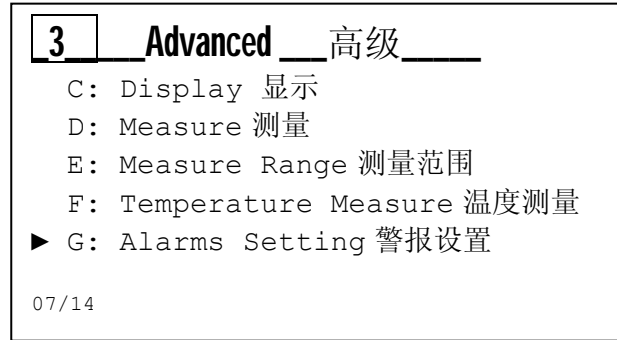 3 Advanced 高级
C: Display 显示
D: Measure 测量
E: Measure Range 测量范围
F: Temperature Measure 温度测量
► G: Alarms Setting 警报设置
07/14